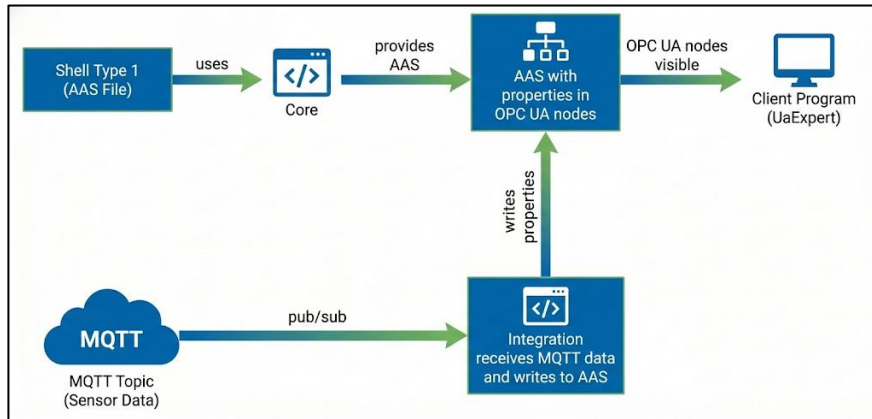 Shell Type 1
(AAS File)
uses
</>
Core
provides
AAS
AAS with
properties in
OPC UA nodes
OPC UA nodes
visible
Client Program
(UaExpert)
writes
properties
MQTT
MQTT Topic
(Sensor Data)
pub/sub
</>
Integration
receives MQTT data
and writes to AAS